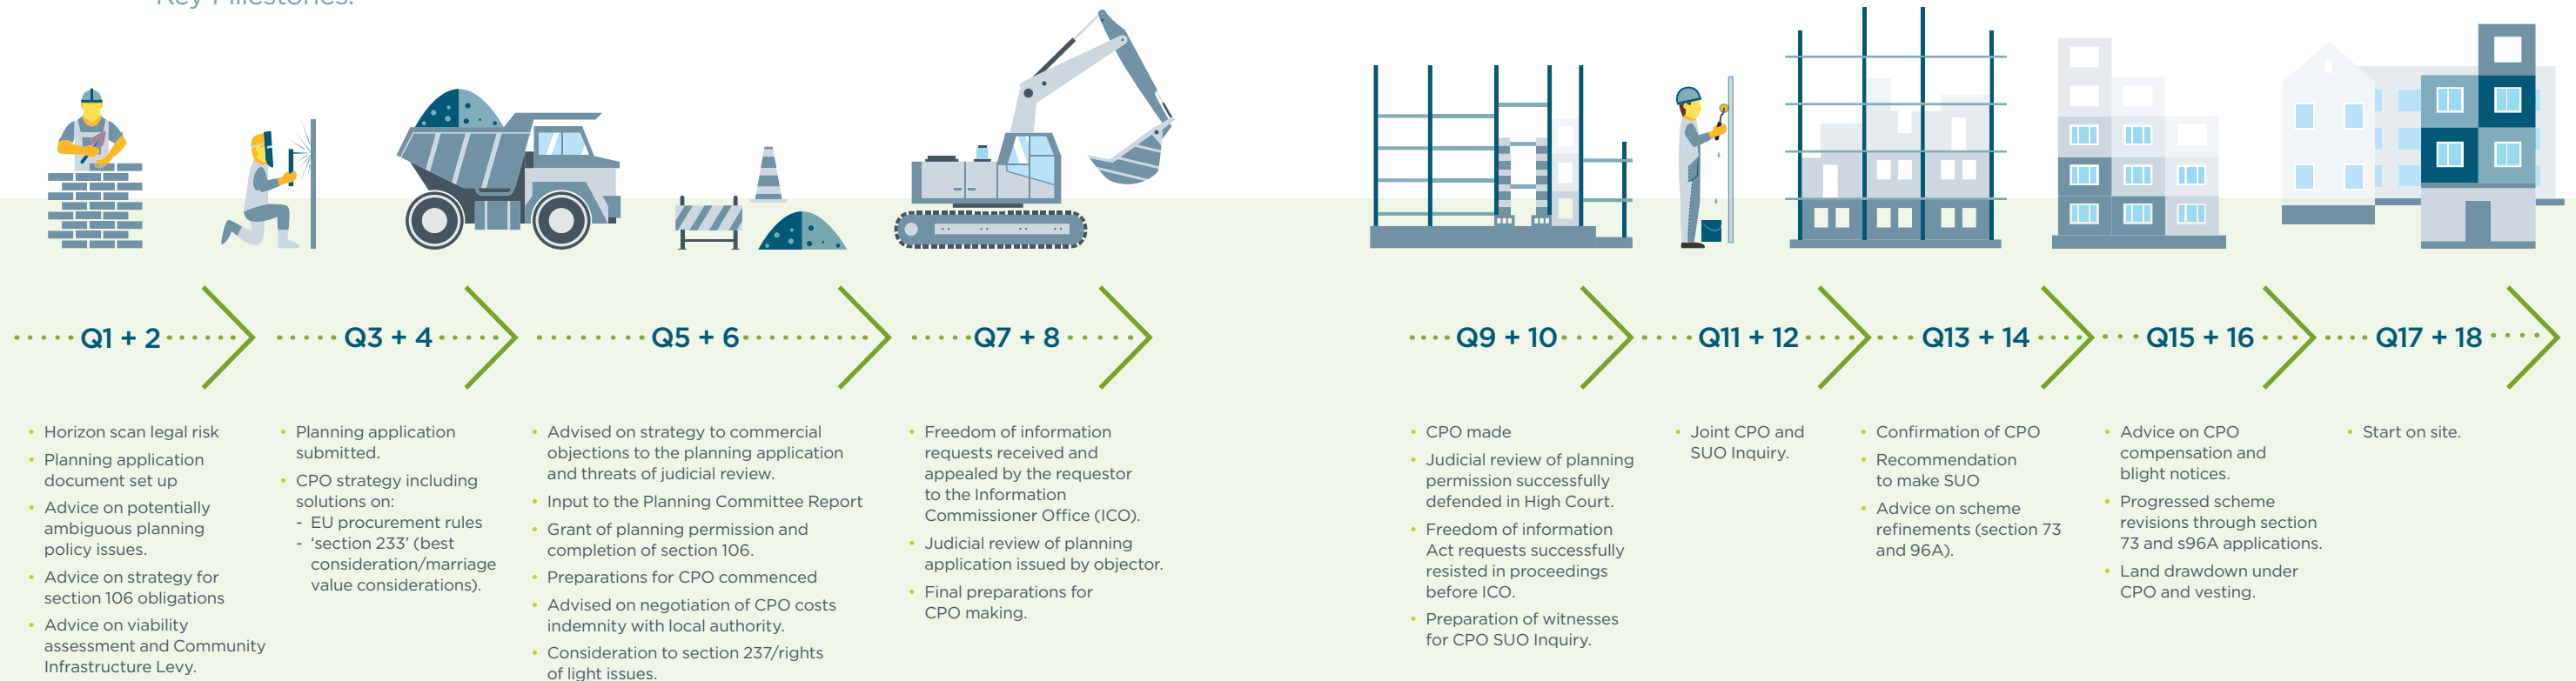 Key Milestones:
Q1 + 2
Q3 + 4
Q5 + 6
Q7 + 8
Q9 + 10
Q11 + 12
Q13 + 14
Q15 + 16
Q17 + 18
• Horizon scan legal risk
• Planning application
document set up
• Advice on potentially
ambiguous planning
policy issues.
• Advice on strategy for
section 106 obligations
• Advice on viability
assessment and Community
Infrastructure Levy.
• Planning application
submitted.
• CPO strategy including
solutions on:
- EU procurement rules
- ‘section 233’ (best
consideration/marriage
value considerations).
• Advised on strategy to commercial
objections to the planning application
and threats of judicial review.
• Input to the Planning Committee Report
• Grant of planning permission and
completion of section 106.
• Preparations for CPO commenced
• Advised on negotiation of CPO costs
indemnity with local authority.
• Consideration to section 237/rights
of light issues.
• Freedom of information
requests received and
appealed by the requestor
to the Information
Commissioner Office (ICO).
• Judicial review of planning
application issued by objector.
• Final preparations for
CPO making.
• CPO made
• Judicial review of planning
permission successfully
defended in High Court.
• Freedom of information
Act requests successfully
resisted in proceedings
before ICO.
• Preparation of witnesses
for CPO SUO Inquiry.
• Joint CPO and
SUO Inquiry.
• Confirmation of CPO
• Recommendation
to make SUO
• Advice on scheme
refinements (section 73
and 96A).
• Advice on CPO
compensation and
blight notices.
• Progressed scheme
revisions through section
73 and s96A applications.
• Land drawdown under
CPO and vesting.
• Start on site.